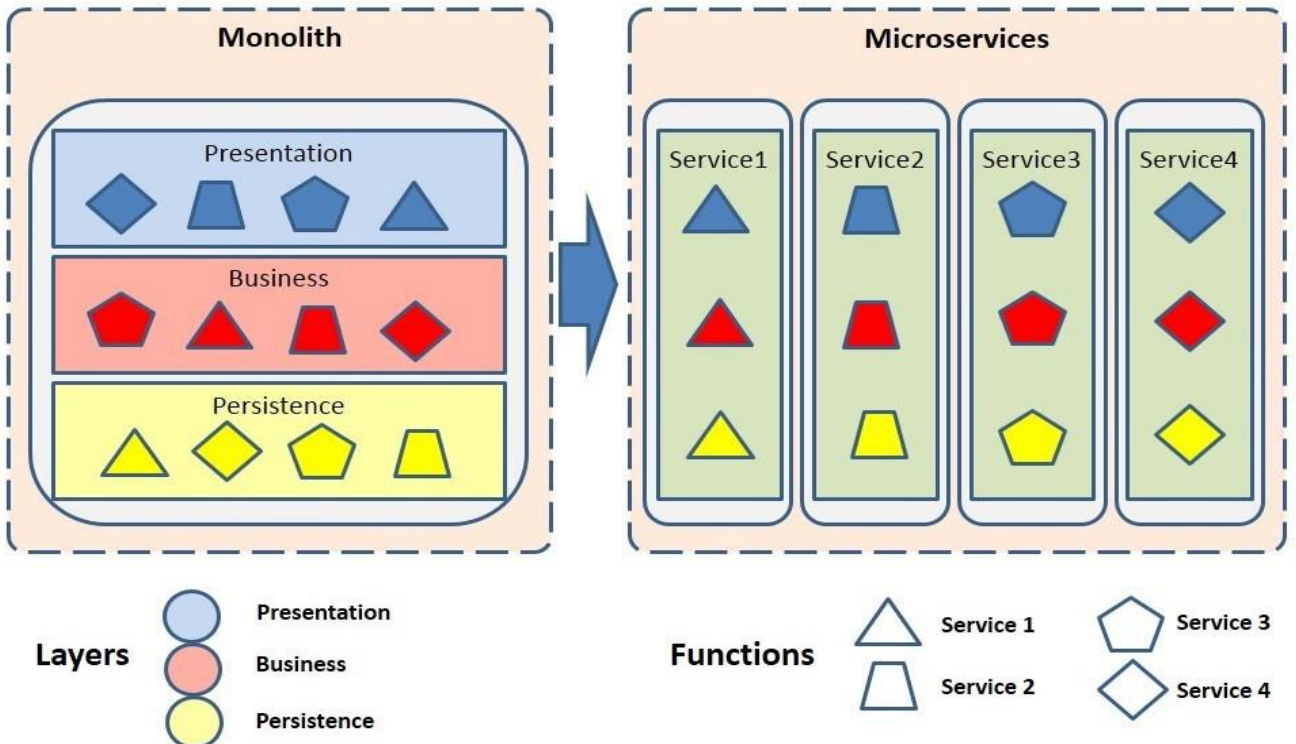 Monolith
Microservices
Presentation
Business
Persistence
Service1
Service2
Service3
Service4
Layers
Presentation
Business
Persistence
Functions
Service 1
Service 2
Service 3
Service 4